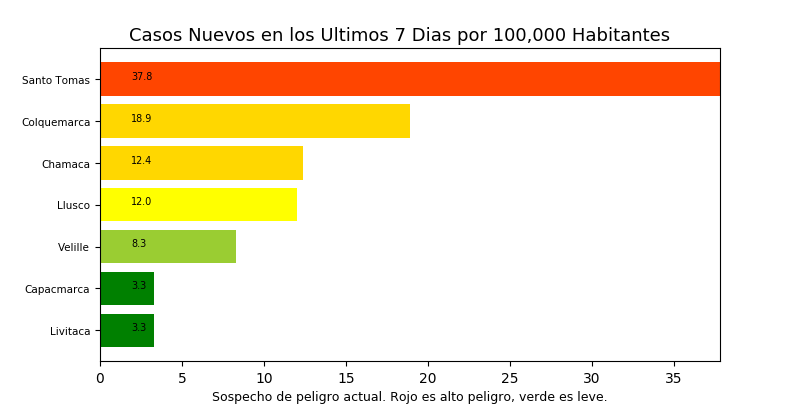 Casos Nuevos en los Ultimos 7 Dias por 100,000 Habitantes
Santo Tomas 37.8
Colquemarca 18.9
Chamaca 12.4
Llusco 12.0
Velille 8.3
Capacmarca 3.3
Livitaca 3.3
0 5 10 15 20 25 30 35
Sospecho de peligro actual. Rojo es alto peligro, verde es leve.